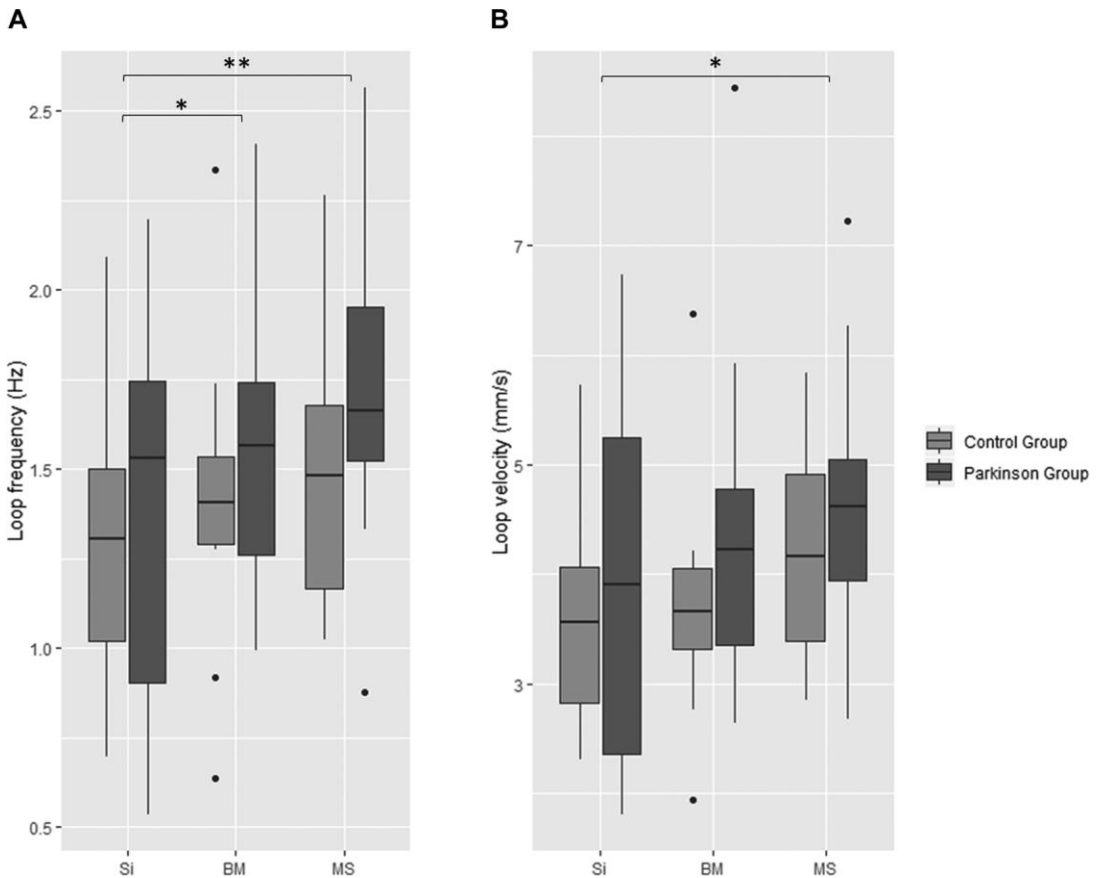 A
B
**
*
*
2.5
2.0
1.5
1.0
0.5
Loop frequency (Hz)
Si
BM
MS
7
5
3
Loop velocity (mm/s)
Si
BM
MS
Control Group
Parkinson Group